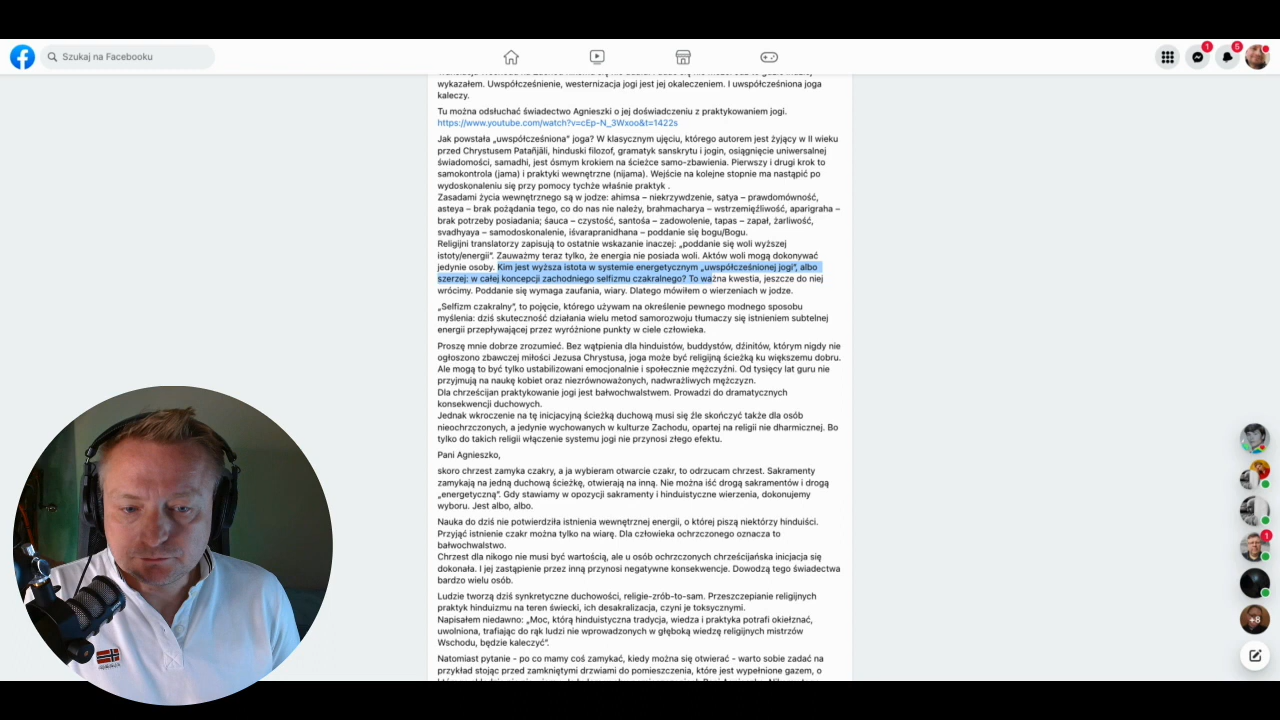 Szukaj na Facebooku
1
5
wykazałem. Uwspółcześnienie, westernizacja jogi jest jej okaleczeniem. I uwspółcześniona joga
kaleczy.
Tu można odsłuchać świadectwo Agnieszki o jej doświadczeniu z praktykowaniem jogi.
https://www.youtube.com/watch?v=cEp-N_3Wxoo&t=1422s
Jak powstała „uwspółcześniona" joga? W klasycznym ujęciu, którego autorem jest żyjący w II wieku
przed Chrystusem Patańjāli, hinduski filozof, gramatyk sanskrytu i jogin, osiągnięcie uniwersalnej
świadomości, samadhi, jest ósmym krokiem na ścieżce samo-zbawienia. Pierwszy i drugi krok to
samokontrola (jama) i praktyki wewnętrzne (nijama). Wejście na kolejne stopnie ma nastąpić po
wydoskonaleniu się przy pomocy tychże właśnie praktyk .
Zasadami życia wewnętrznego są w jodze: ahimsa – niekrzywdzenie, satya – prawdomówność,
asteya – brak pożądania tego, co do nas nie należy, brahmacharya – wstrzemięźliwość, aparigraha –
brak potrzeby posiadania; śauca – czystość, santośa – zadowolenie, tapas – zapał, żarliwość,
svadhyaya – samodoskonalenie, iśvarapranidhana – poddanie się bogu/Bogu.
Religijni translatorzy zapisują to ostatnie wskazanie inaczej: „poddanie się woli wyższej
istoty/energii". Zauważmy teraz tylko, że energia nie posiada woli. Aktów woli mogą dokonywać
jedynie osoby. Kim jest wyższa istota w systemie energetycznym „uwspółcześnionej jogi", albo
szerzej: w całej koncepcji zachodniego selfizmu czakralnego? To ważna kwestia, jeszcze do niej
wrócimy. Poddanie się wymaga zaufania, wiary. Dlatego mówiłem o wierzeniach w jodze.
„Selfizm czakralny", to pojęcie, którego używam na określenie pewnego modnego sposobu
myślenia: dziś skuteczność działania wielu metod samorozwoju tłumaczy się istnieniem subtelnej
energii przepływającej przez wyróżnione punkty w ciele człowieka.
Proszę mnie dobrze zrozumieć. Bez wątpienia dla hinduistów, buddystów, dźinitów, którym nigdy nie
ogłoszono zbawczej miłości Jezusa Chrystusa, joga może być religijną ścieżką ku większemu dobru.
Ale mogą to być tylko ustabilizowani emocjonalnie i społecznie mężczyźni. Od tysięcy lat guru nie
przyjmują na naukę kobiet oraz niezrównoważonych, nadwrażliwych mężczyzn.
Dla chrześcijan praktykowanie jogi jest bałwochwalstwem. Prowadzi do dramatycznych
konsekwencji duchowych.
Jednak wkroczenie na tę inicjacyjną ścieżką duchową musi się źle skończyć także dla osób
nieochrzczonych, a jedynie wychowanych w kulturze Zachodu, opartej na religii nie dharmicznej. Bo
tylko do takich religii włączenie systemu jogi nie przynosi złego efektu.
Pani Agnieszko,
skoro chrzest zamyka czakry, a ja wybieram otwarcie czakr, to odrzucam chrzest. Sakramenty
zamykają na jedną duchową ścieżkę, otwierają na inną. Nie można iść drogą sakramentów i drogą
„energetyczną". Gdy stawiamy w opozycji sakramenty i hinduistyczne wierzenia, dokonujemy
wyboru. Jest albo, albo.
Nauka do dziś nie potwierdziła istnienia wewnętrznej energii, o której piszą niektórzy hinduiści.
Przyjąć istnienie czakr można tylko na wiarę. Dla człowieka ochrzczonego oznacza to
bałwochwalstwo.
Chrzest dla nikogo nie musi być wartością, ale u osób ochrzczonych chrześcijańska inicjacja się
dokonała. I jej zastąpienie przez inną przynosi negatywne konsekwencje. Dowodzą tego świadectwa
bardzo wielu osób.
Ludzie tworzą dziś synkretyczne duchowości, religie-zrób-to-sam. Przeszczepianie religijnych
praktyk hinduizmu na teren świecki, ich desakralizacja, czyni je toksycznymi.
Napisałem niedawno: „Moc, którą hinduistyczna tradycja, wiedza i praktyka potrafi okiełznać,
uwolniona, trafiając do rąk ludzi nie wprowadzonych w głęboką wiedzę religijnych mistrzów
Wschodu, będzie kaleczyć".
Natomiast pytanie - po co mamy coś zamykać, kiedy można się otwierać - warto sobie zadać na
przykład stojąc przed zamkniętymi drzwiami do pomieszczenia, które jest wypełnione gazem, o
1
+8